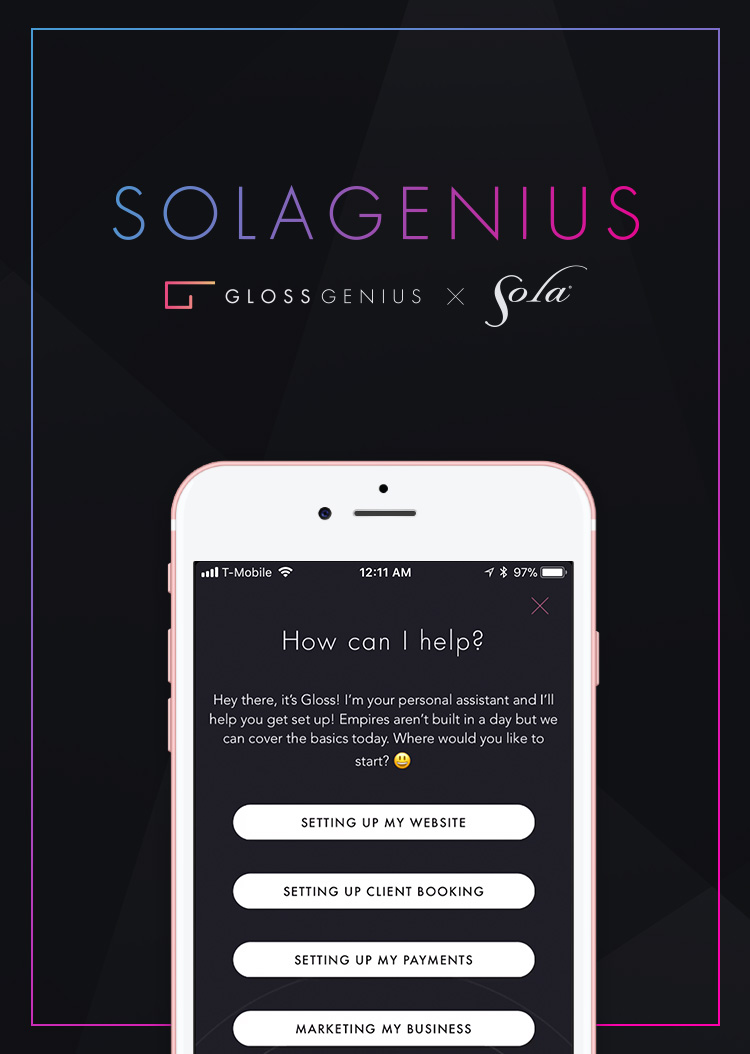 SOLAGENIUS
GLOSSGENIUS × Sola®
T-Mobile 12:11 AM 97%
How can I help?
Hey there, it's Gloss! I'm your personal assistant and I'll
help you get set up! Empires aren't built in a day but we
can cover the basics today. Where would you like to
start? 😃
SETTING UP MY WEBSITE
SETTING UP CLIENT BOOKING
SETTING UP MY PAYMENTS
MARKETING MY BUSINESS